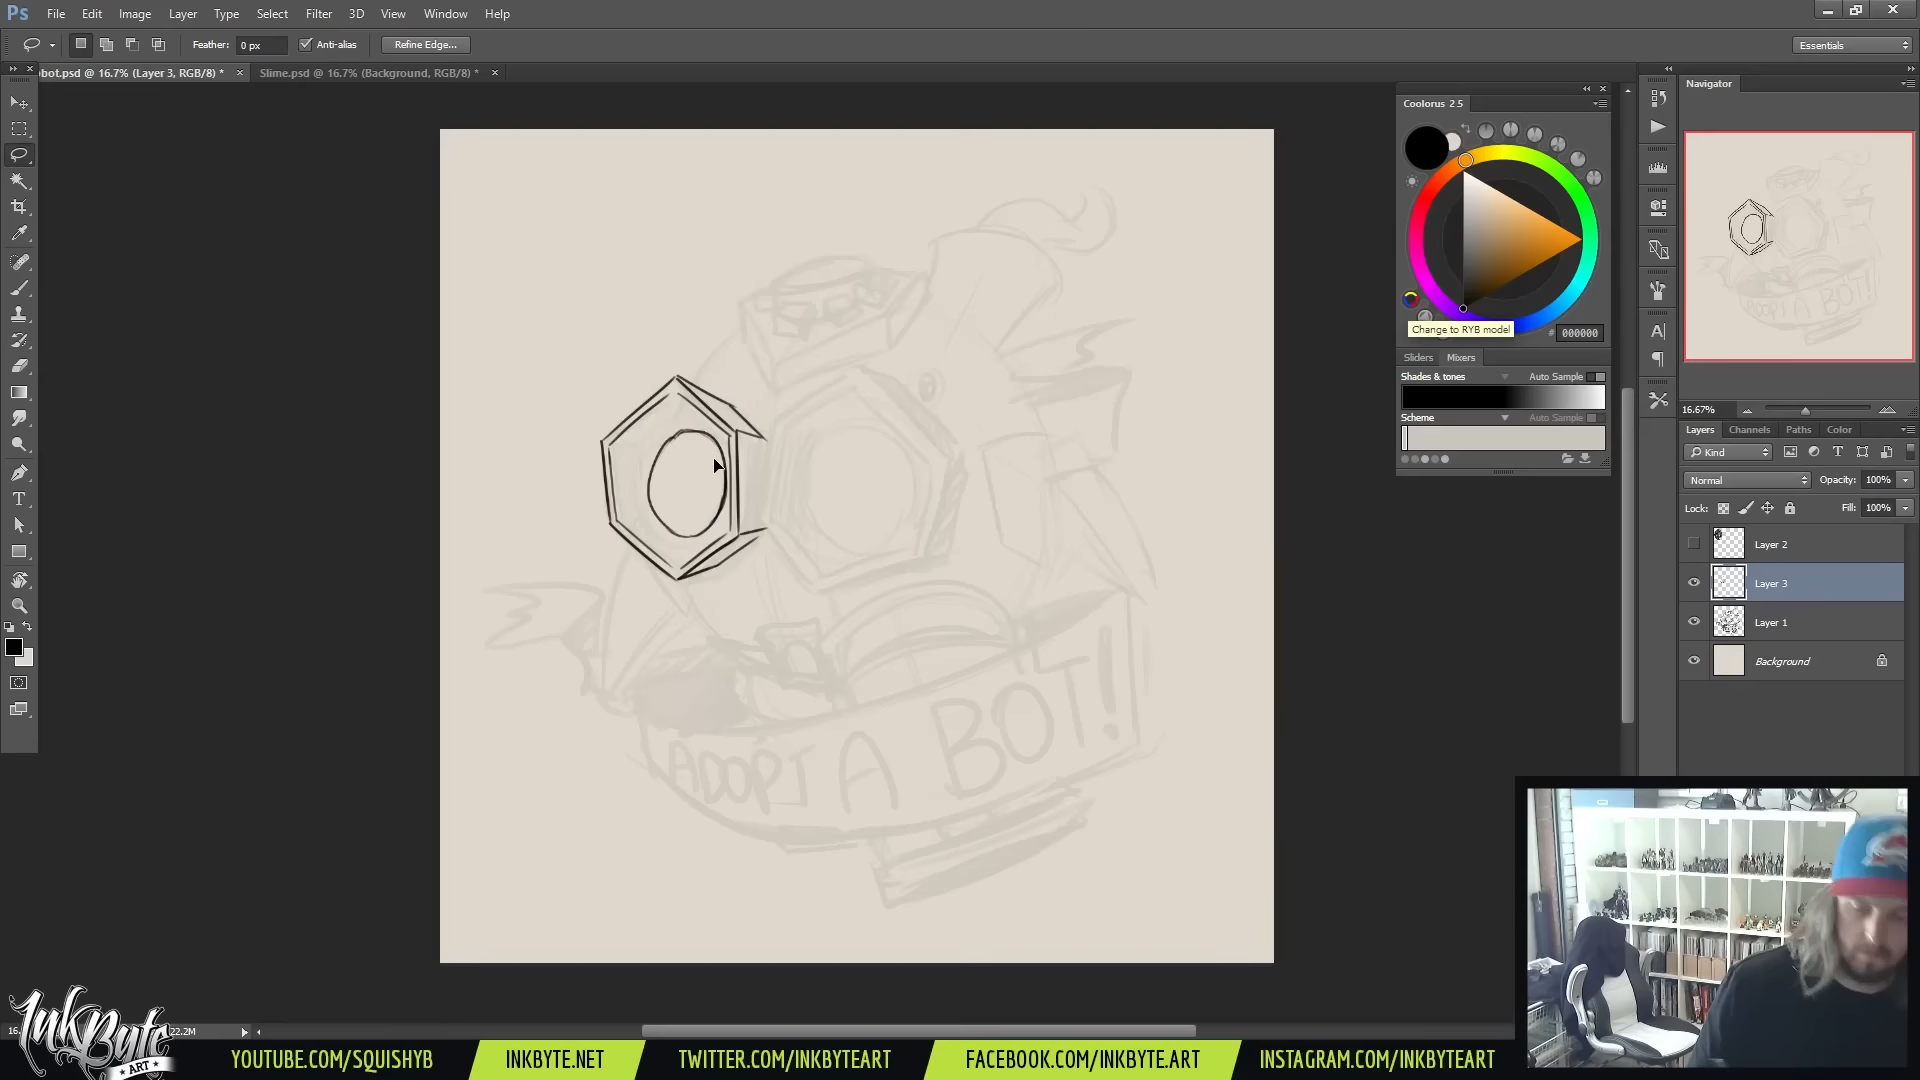 Ps File Edit Image Layer Type Select Filter 3D View Window Help
Feather: 0 px Anti-alias Refine Edge... Essentials
obot.psd @ 16.7% (Layer 3, RGB/8) * Slime.psd @ 16.7% (Background, RGB/8) *
Navigator
Coolorus 2.5
Change to RYB model
# 000000
Sliders Mixers
Shades & tones Auto Sample
Scheme Auto Sample
16.67%
Layers Channels Paths Color
Kind
Normal Opacity: 100%
Lock: Fill: 100%
Layer 2
Layer 3
Layer 1
Background
ADOPT A BOT!
16. 22.2M
InkByte
ART
YOUTUBE.COM/SQUISHYB INKBYTE.NET TWITTER.COM/INKBYTEART FACEBOOK.COM/INKBYTE.ART INSTAGRAM.COM/INKBYTEART